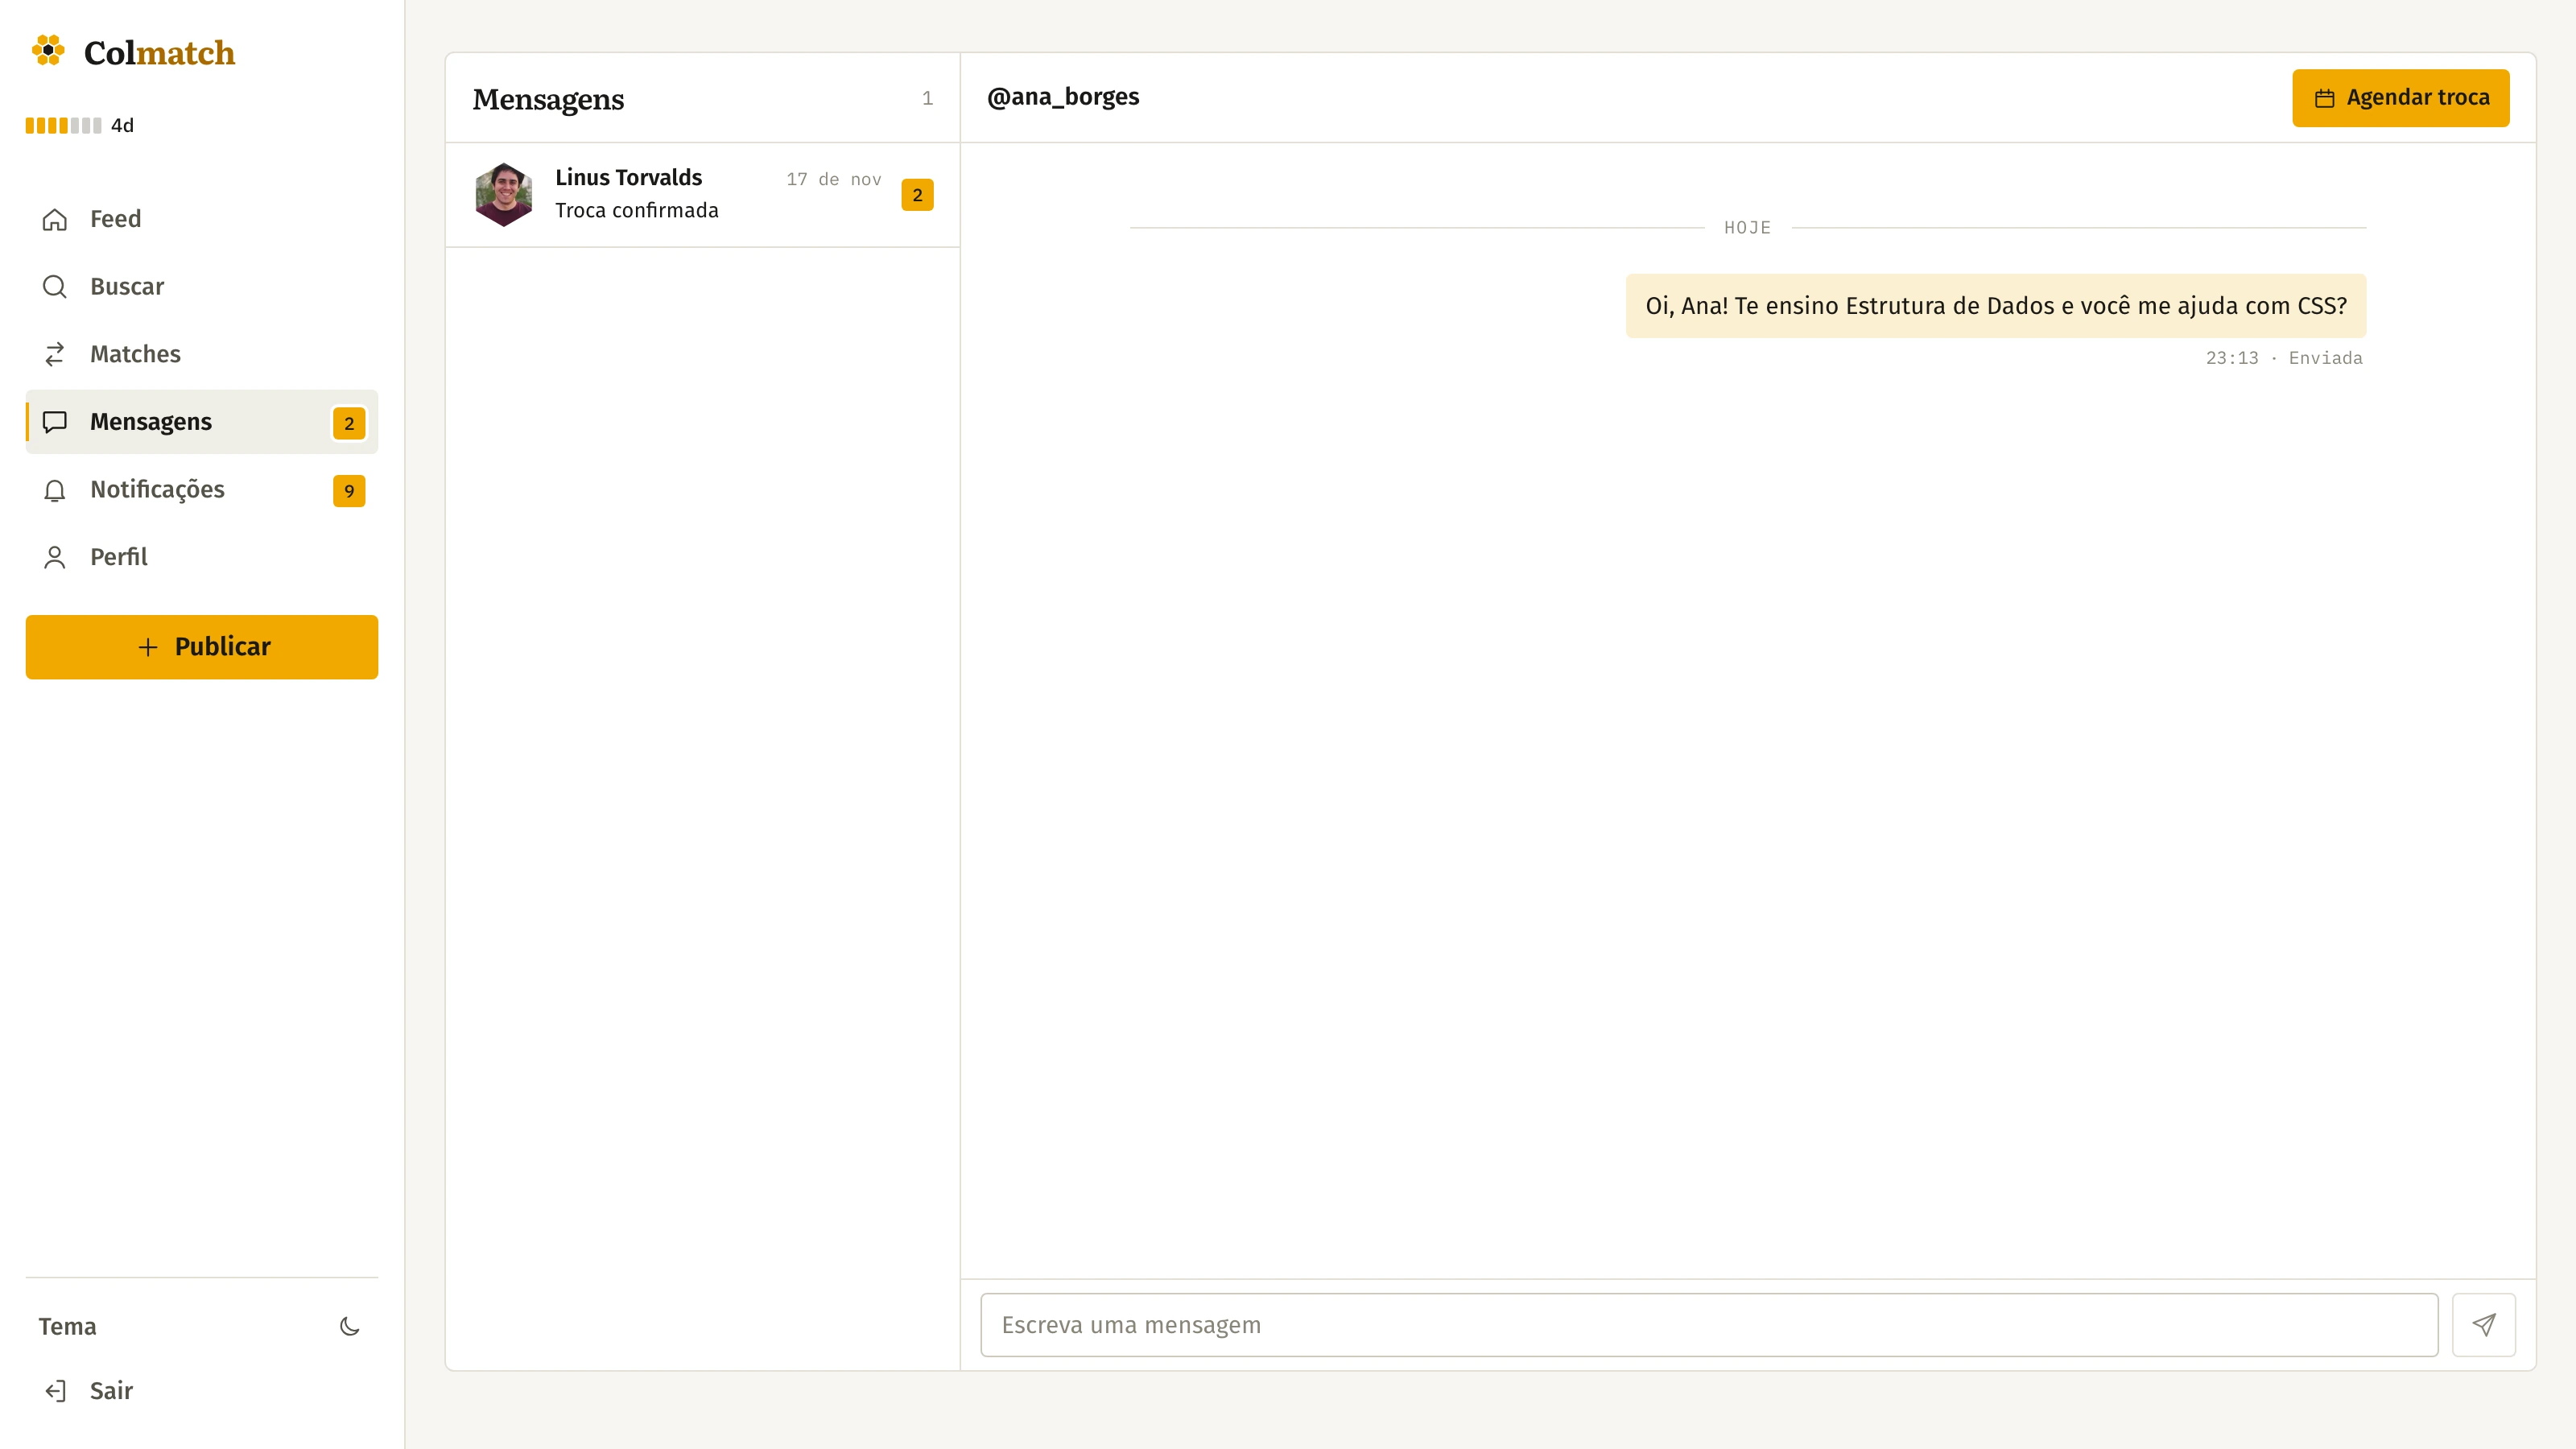 Colmatch
4d
Feed
Buscar
Matches
Mensagens 2
Notificações 9
Perfil
Publicar
Tema
Sair
Mensagens 1
Linus Torvalds 17 de nov 2
Troca confirmada
@ana_borges
Agendar troca
HOJE
Oi, Ana! Te ensino Estrutura de Dados e você me ajuda com CSS?
23:13 · Enviada
Escreva uma mensagem